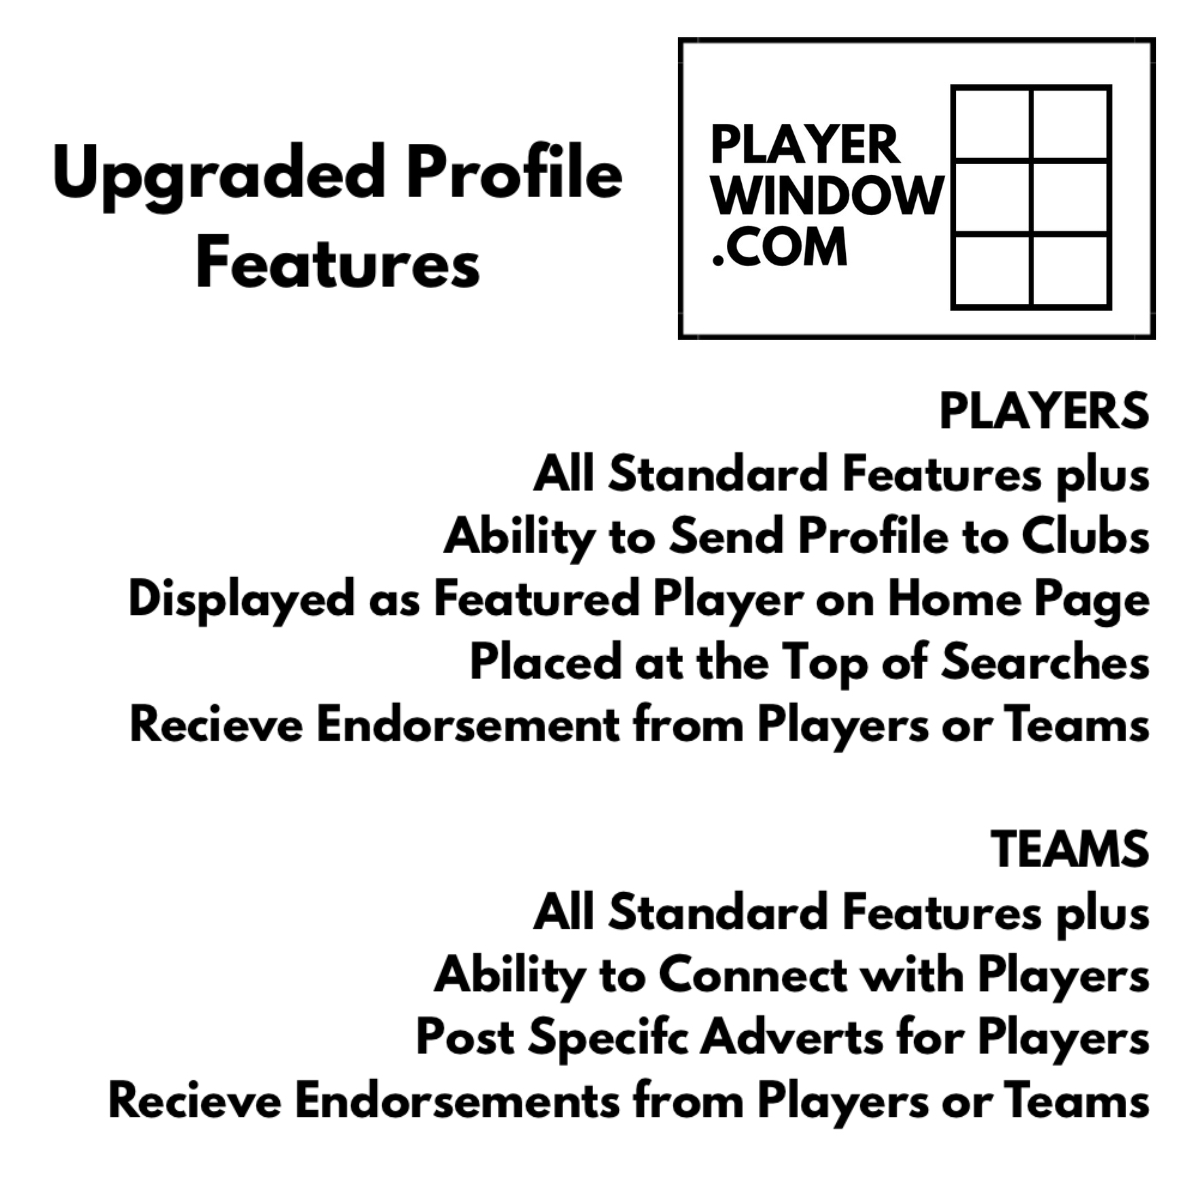 Upgraded Profile
Features
PLAYER
WINDOW
.COM
PLAYERS
All Standard Features plus
Ability to Send Profile to Clubs
Displayed as Featured Player on Home Page
Placed at the Top of Searches
Recieve Endorsement from Players or Teams
TEAMS
All Standard Features plus
Ability to Connect with Players
Post Specifc Adverts for Players
Recieve Endorsements from Players or Teams